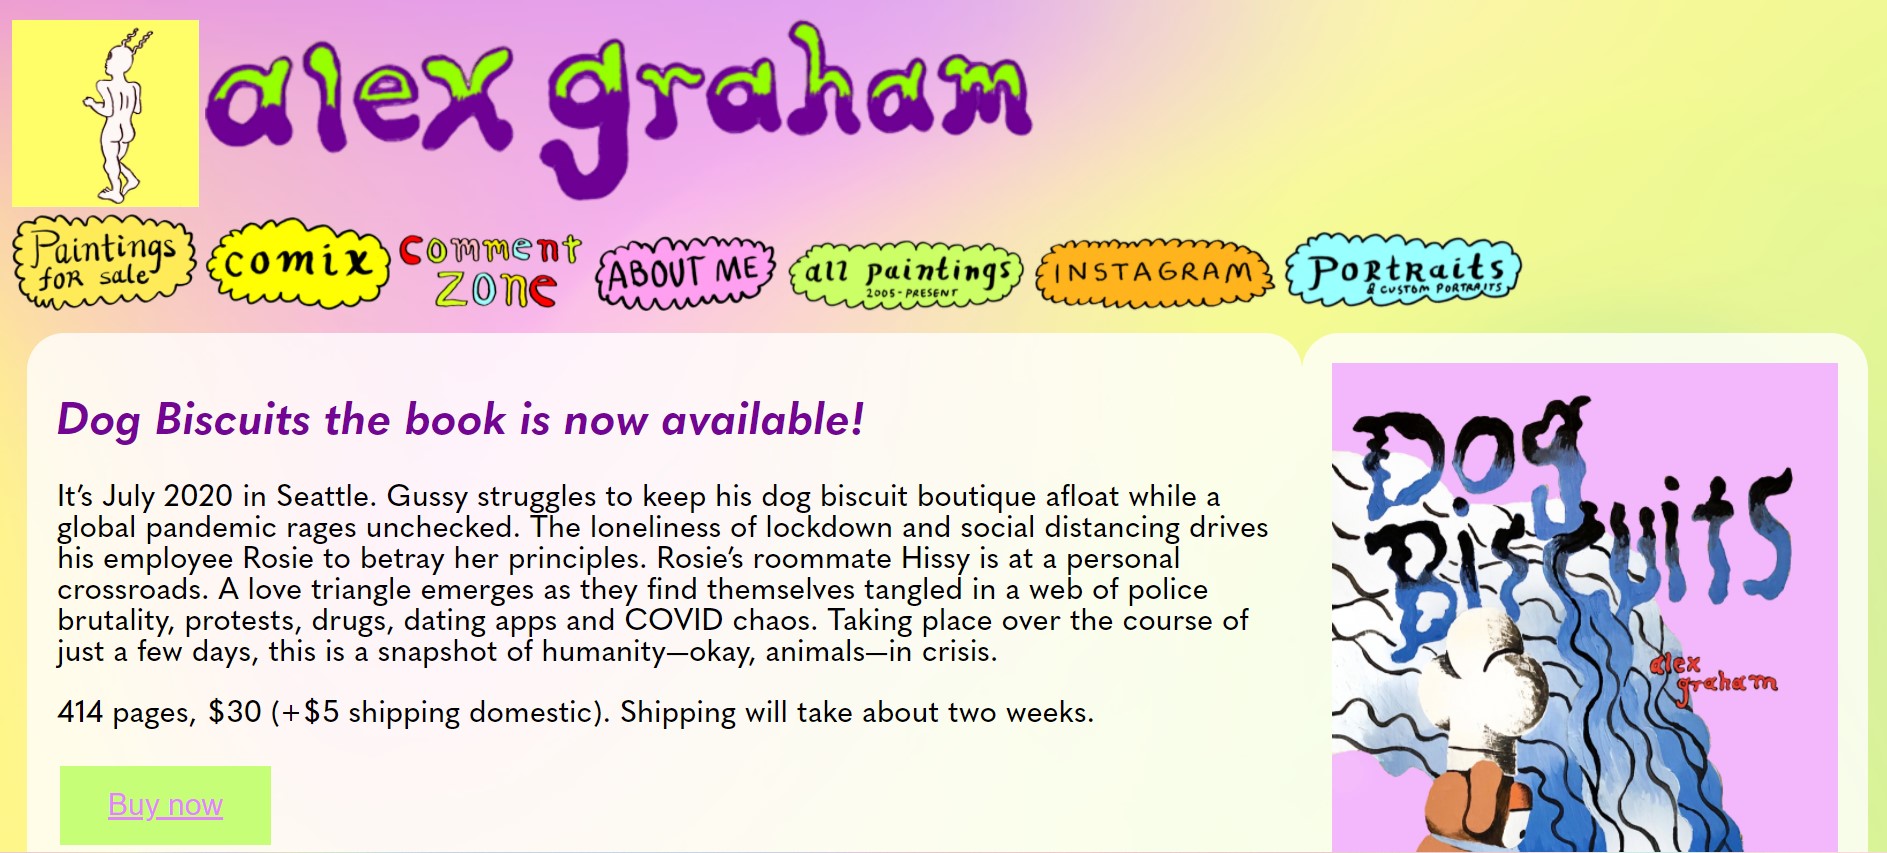 alex graham
Paintings
for sale
comix
comment
zone
ABOUT ME
all paintings
2005-PRESENT
INSTAGRAM
Portraits
& CUSTOM PORTRAITS
Dog Biscuits the book is now available!
It’s July 2020 in Seattle. Gussy struggles to keep his dog biscuit boutique afloat while a
global pandemic rages unchecked. The loneliness of lockdown and social distancing drives
his employee Rosie to betray her principles. Rosie’s roommate Hissy is at a personal
crossroads. A love triangle emerges as they find themselves tangled in a web of police
brutality, protests, drugs, dating apps and COVID chaos. Taking place over the course of
just a few days, this is a snapshot of humanity—okay, animals—in crisis.
414 pages, $30 (+$5 shipping domestic). Shipping will take about two weeks.
Buy now
Dog
Biscuits
alex
graham